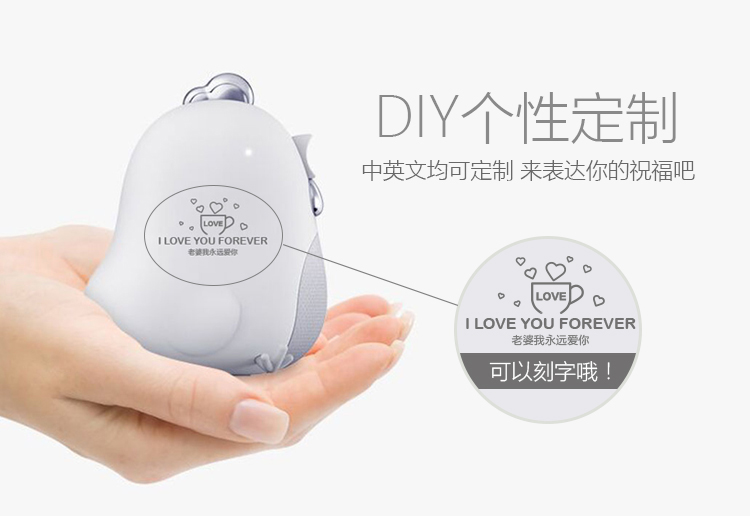 DIY个性定制
中英文均可定制 来表达你的祝福吧
LOVE
I LOVE YOU FOREVER
老婆我永远爱你
LOVE
I LOVE YOU FOREVER
老婆我永远爱你
可以刻字哦！